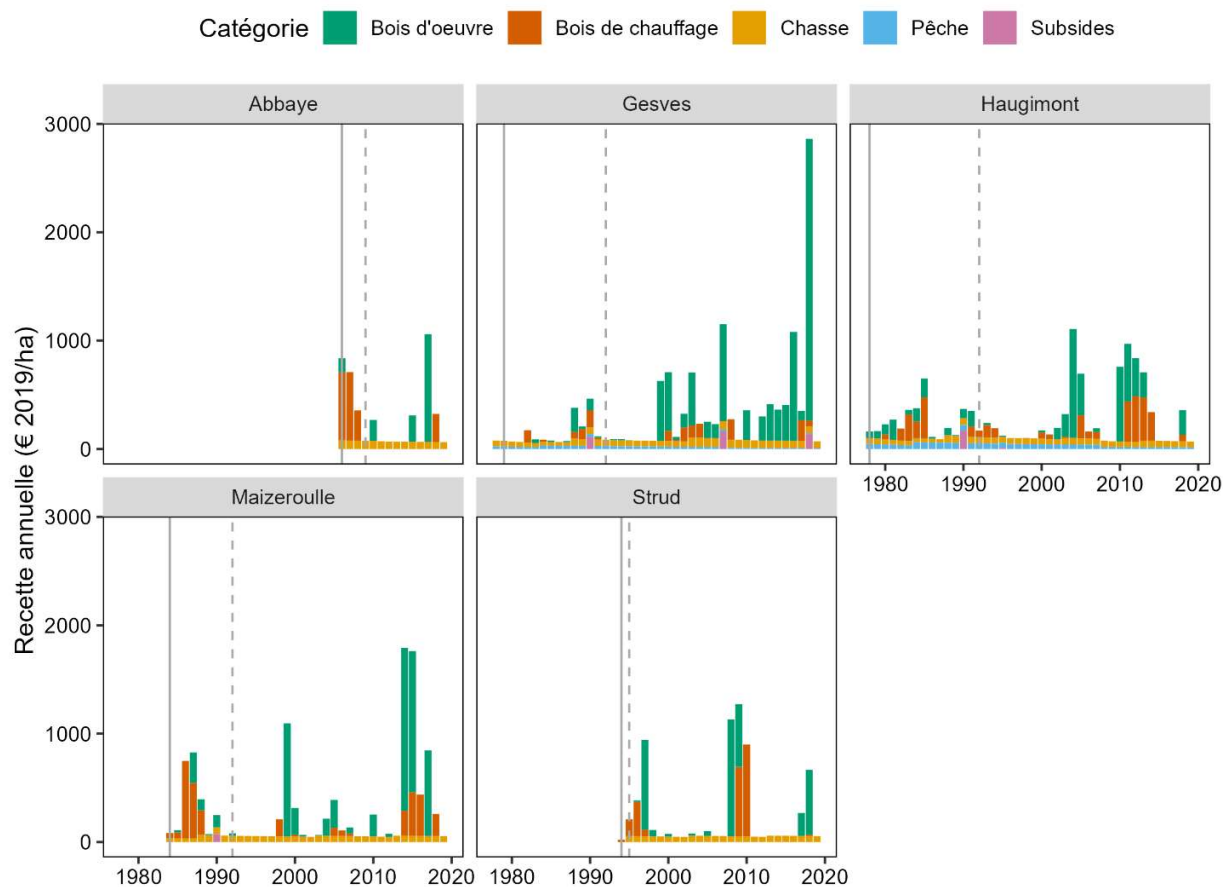 Catégorie Bois d'oeuvre Bois de chauffage Chasse Pêche Subsides
Abbaye Gesves Haugimont
3000
2000
1000
0
1980 1990 2000 2010 2020
Maizeroulle Strud
3000
2000
1000
0
1980 1990 2000 2010 2020 1980 1990 2000 2010 2020
Recette annuelle (€ 2019/ha)